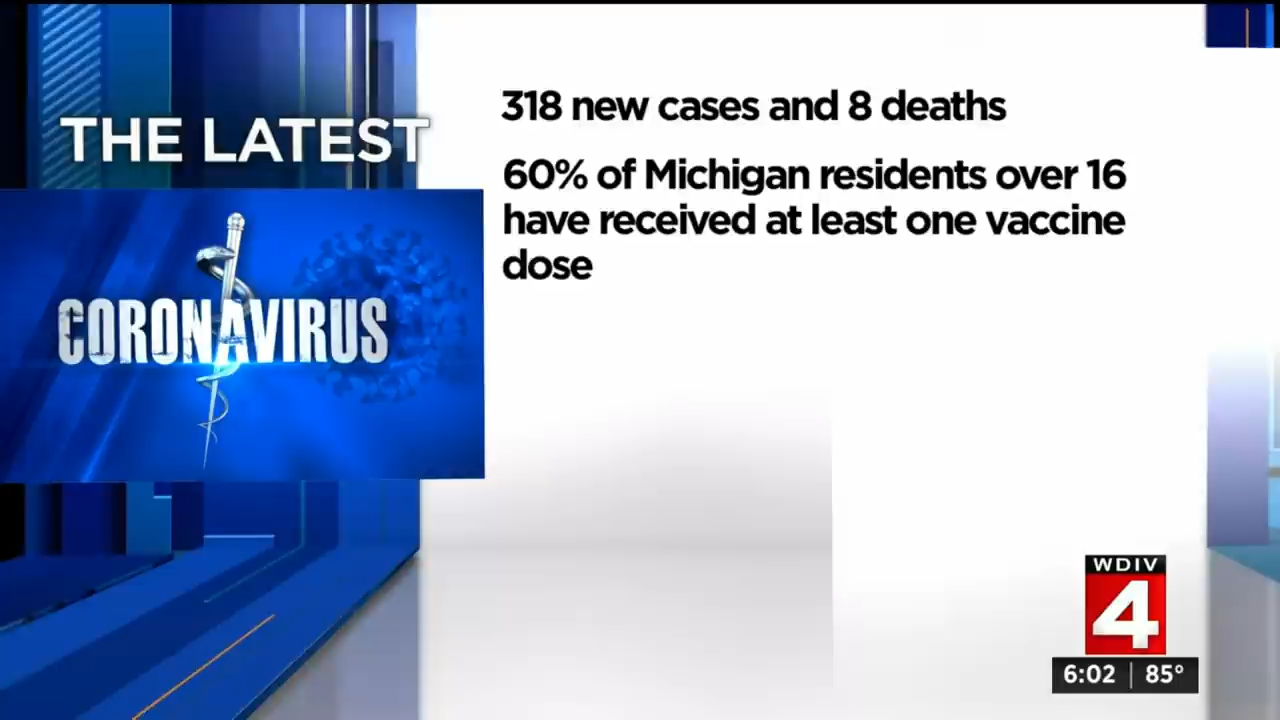 THE LATEST
CORONAVIRUS
318 new cases and 8 deaths
60% of Michigan residents over 16
have received at least one vaccine
dose
WDIV
4
6:02 | 85°